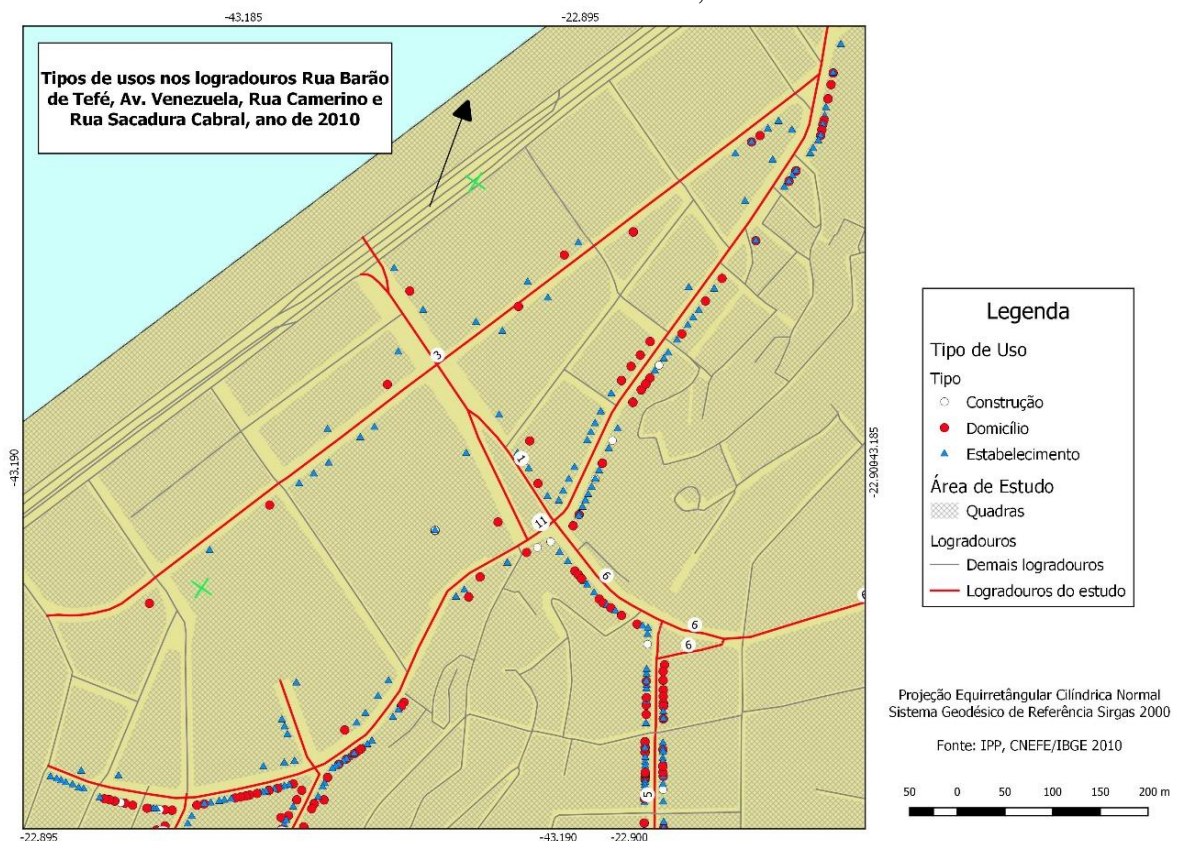 -43.185
-22.895
Tipos de usos nos logradouros Rua Barão
de Tefé, Av. Venezuela, Rua Camerino e
Rua Sacadura Cabral, ano de 2010
3
1
11
6
6
6
6
5
-43.190
-22.900
-43.185
Legenda
Tipo de Uso
Tipo
Construção
Domicílio
Estabelecimento
Área de Estudo
Quadras
Logradouros
Demais logradouros
Logradouros do estudo
Projeção Equirretângular Cilíndrica Normal
Sistema Geodésico de Referência Sirgas 2000
Fonte: IPP, CNEFE/IBGE 2010
50 0 50 100 150 200 m
-22.895
-43.190
-22.900